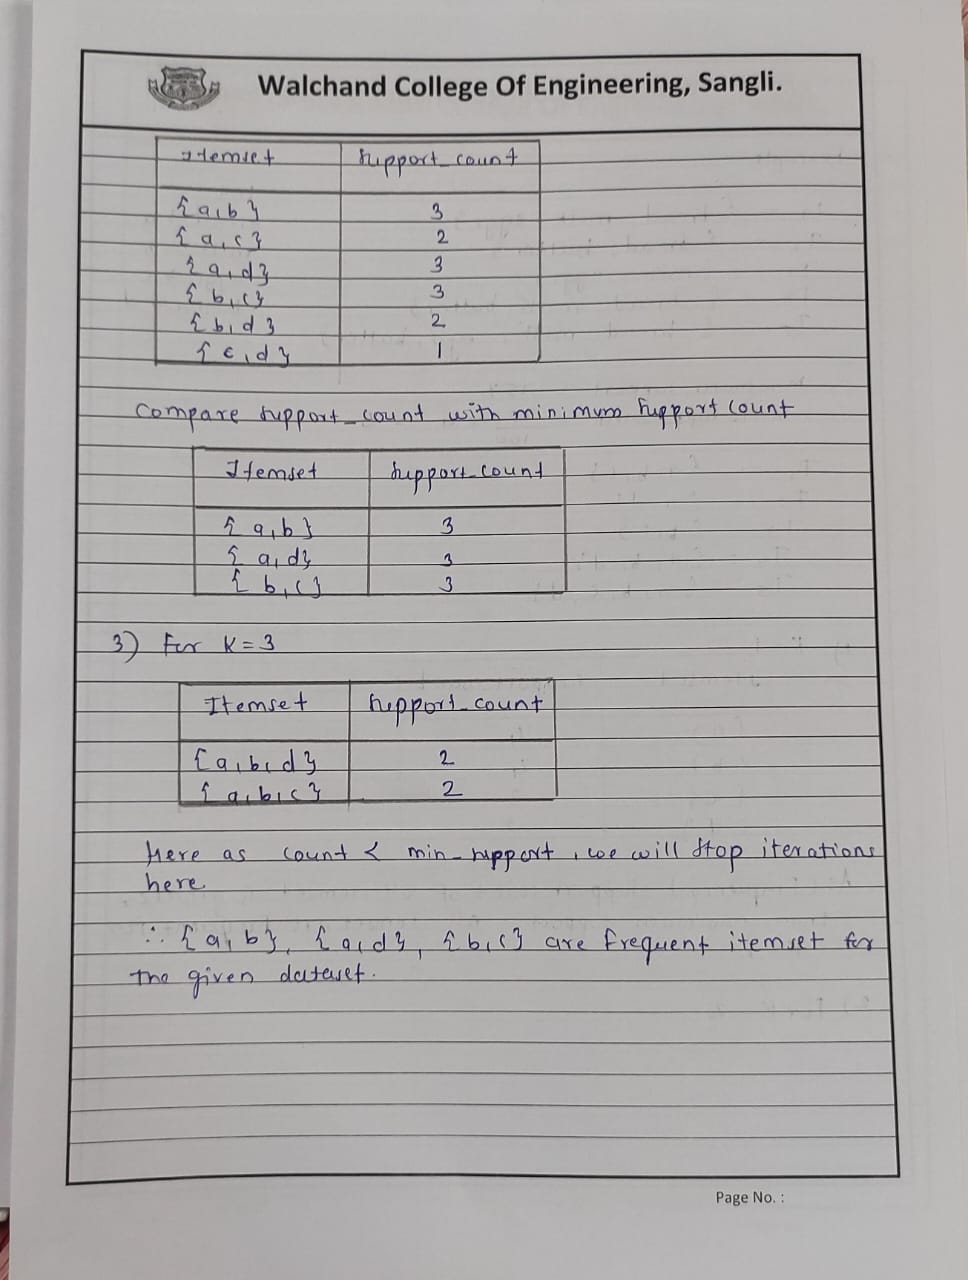 Walchand College Of Engineering, Sangli.
Itemset support_count
{a,b} 3
{a,c} 2
{a,d} 3
{b,c} 3
{b,d} 2
{c,d} 1
Compare support_count with minimum support count
Itemset support_count
{a,b} 3
{a,d} 3
{b,c} 3
3) For K = 3
Itemset support_count
{a,b,d} 2
{a,b,c} 2
Here as count < min_support, we will stop iterations
here.
∴ {a,b}, {a,d}, {b,c} are frequent itemset for
the given dataset.
Page No. :